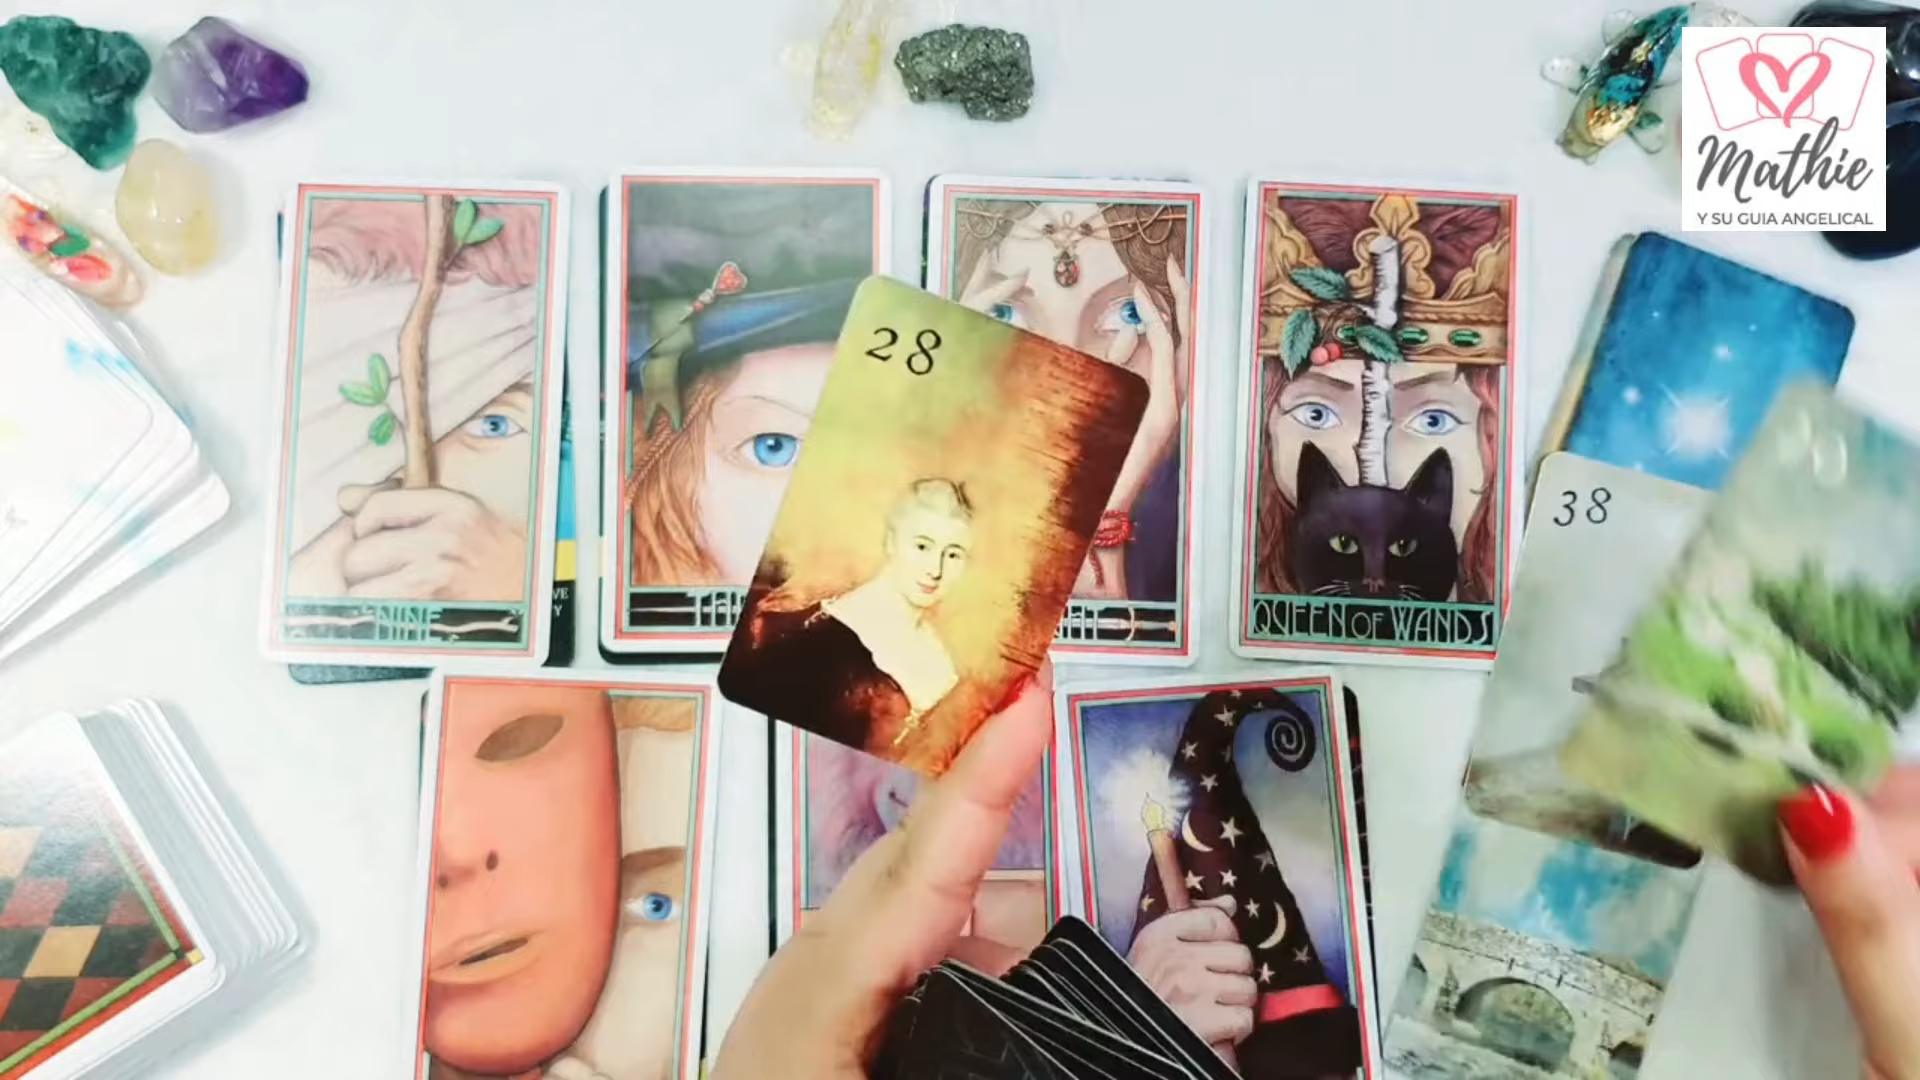 Mathie
Y SU GUIA ANGELICAL
28
38
NINE
QUEEN OF WANDS